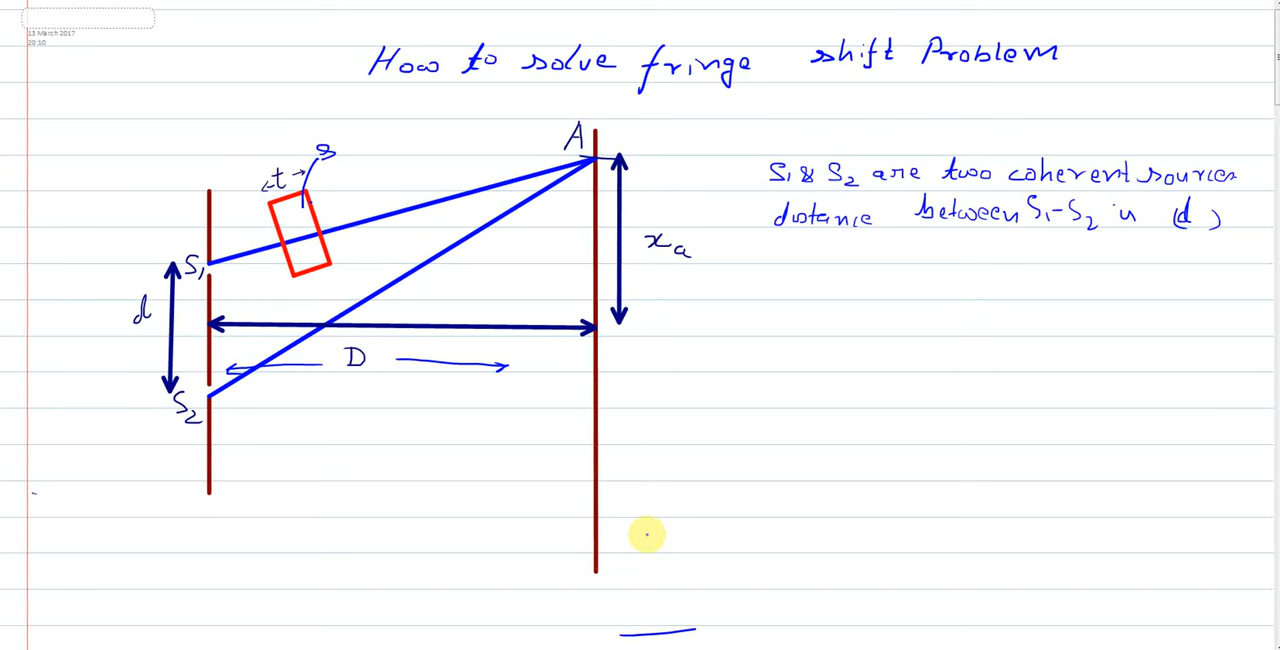 13 March 2017
20:10
How to solve fringe shift Problem
A
t
S1 & S2 are two coherent sources
distance between S1-S2 is (d)
xa
S1
d
D
S2